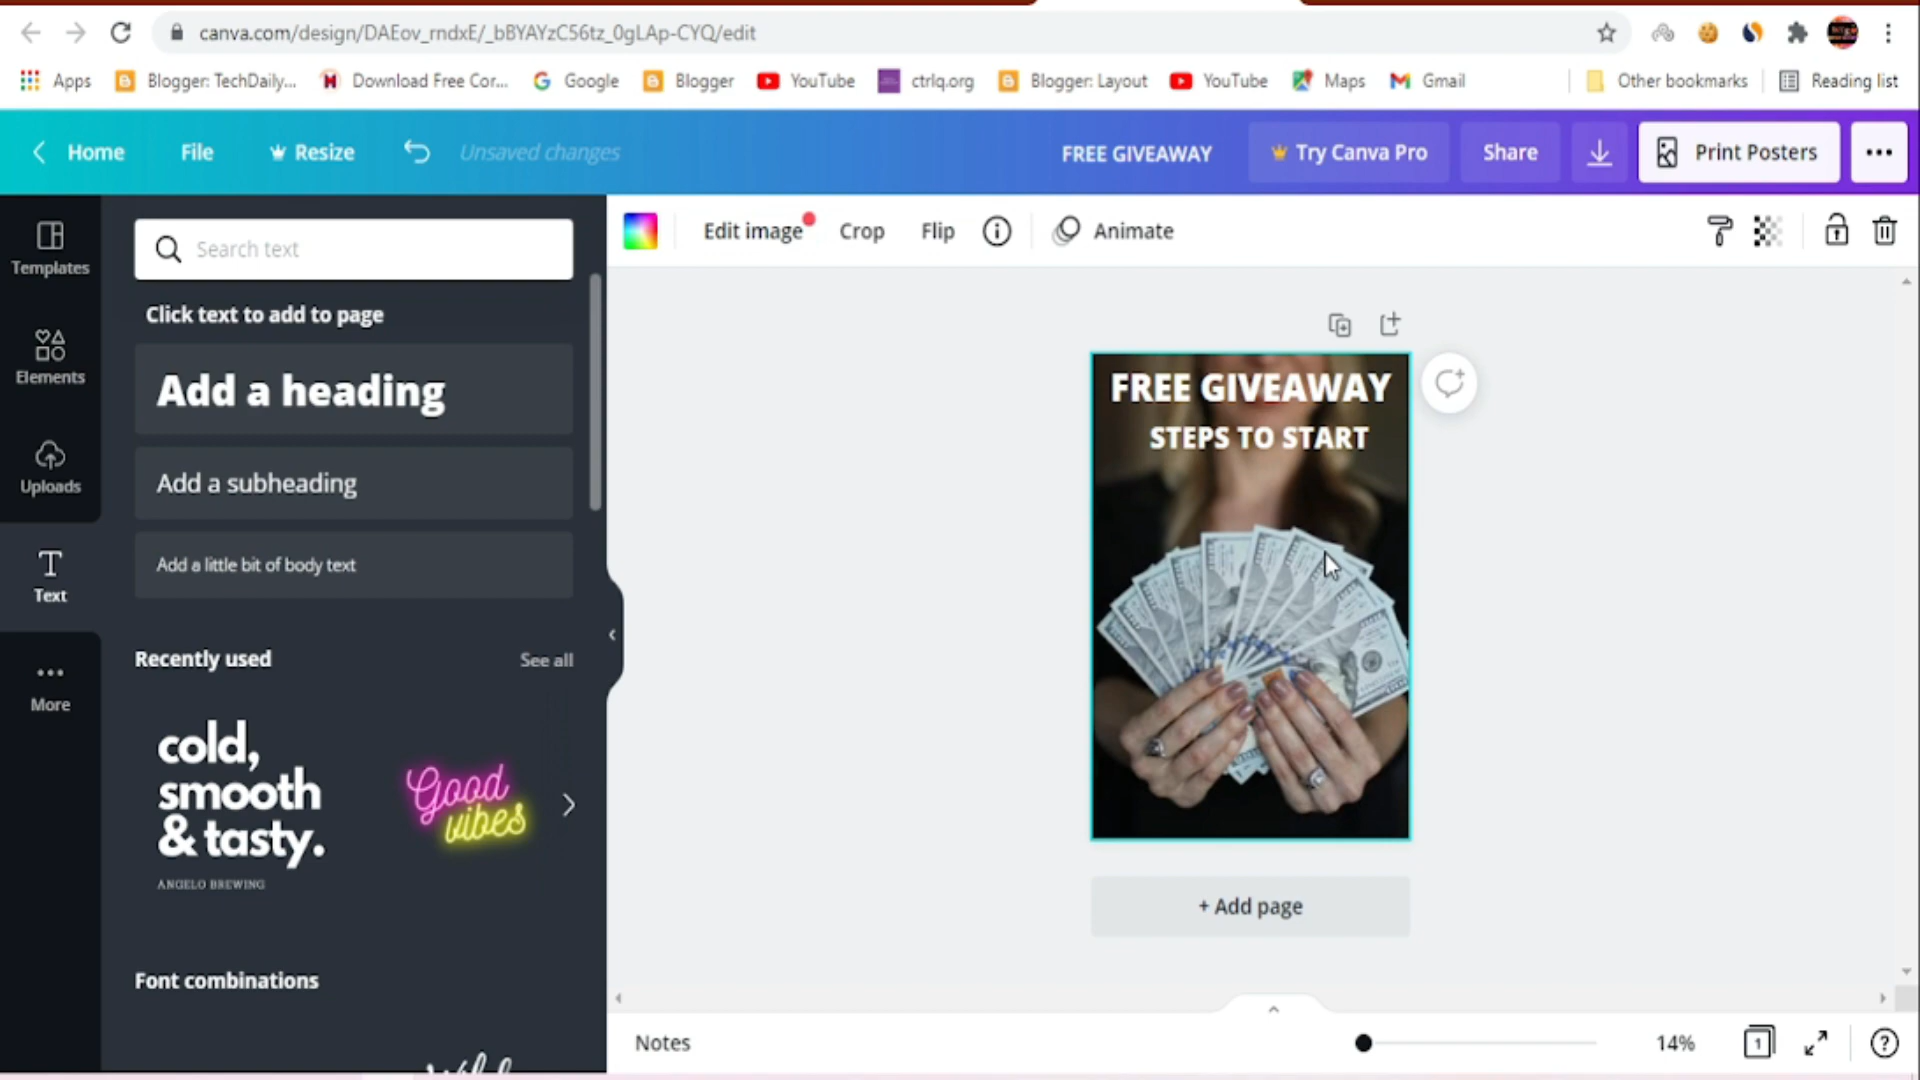 canva.com/design/DAEov_rndxE/_bBYAYzC56tz_0gLAp-CYQ/edit
Apps Blogger: TechDaily... Download Free Cor... Google Blogger YouTube ctrlq.org Blogger: Layout YouTube Maps Gmail Other bookmarks Reading list
Home File Resize Unsaved changes FREE GIVEAWAY Try Canva Pro Share Print Posters
Edit image Crop Flip Animate
Templates
Elements
Uploads
Text
More
Search text
Click text to add to page
Add a heading
Add a subheading
Add a little bit of body text
Recently used See all
cold,
smooth
& tasty.
ANGELO BREWING
Good
vibes
Font combinations
FREE GIVEAWAY
STEPS TO START
+ Add page
Notes 14% 1 ?